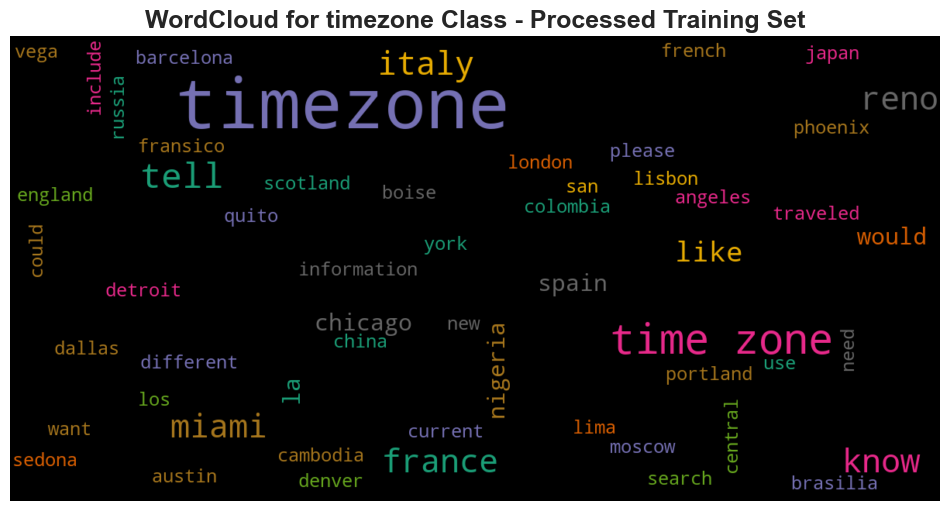 WordCloud for timezone Class - Processed Training Set
vega
include
barcelona
italy
french
japan
russia
timezone
reno
phoenix
fransico
please
london
tell
scotland
san
lisbon
england
boise
angeles
colombia
traveled
quito
could
york
would
like
information
spain
detroit
chicago
new
time zone
need
china
nigeria
dallas
different
use
portland
la
los
miami
want
current
lima
central
moscow
sedona
cambodia
france
know
austin
denver
search
brasilia